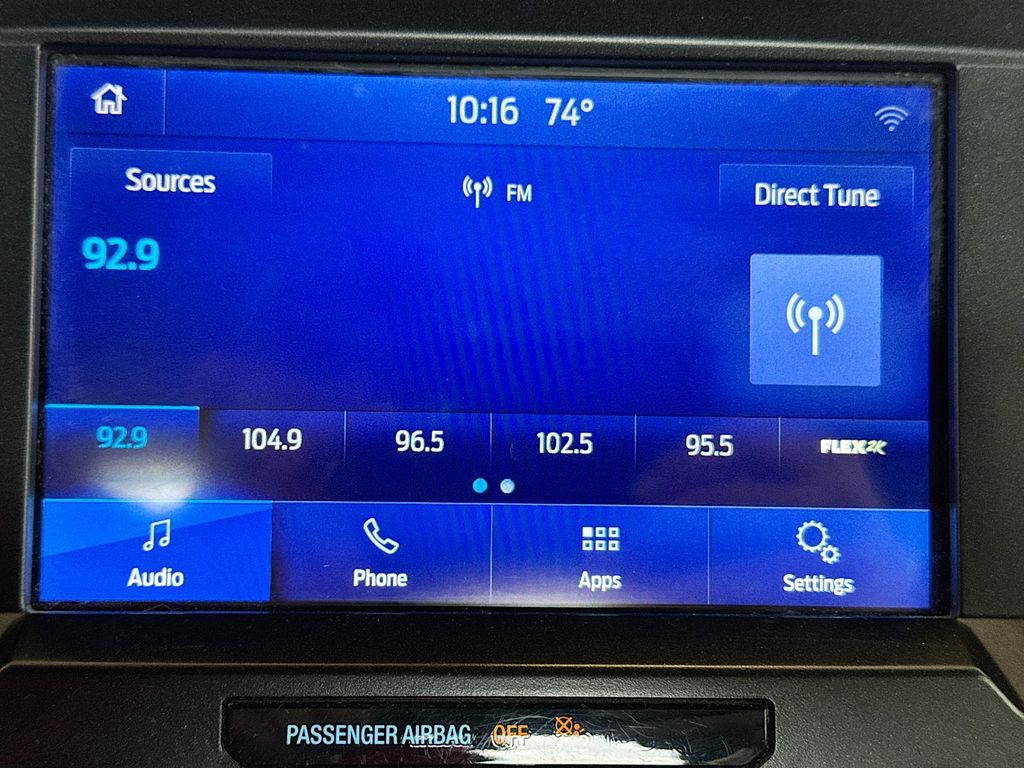 10:16 74°
Sources
FM
Direct Tune
92.9
92.9 104.9 96.5 102.5 95.5 FLEX2K
Audio Phone Apps Settings
PASSENGER AIRBAG OFF